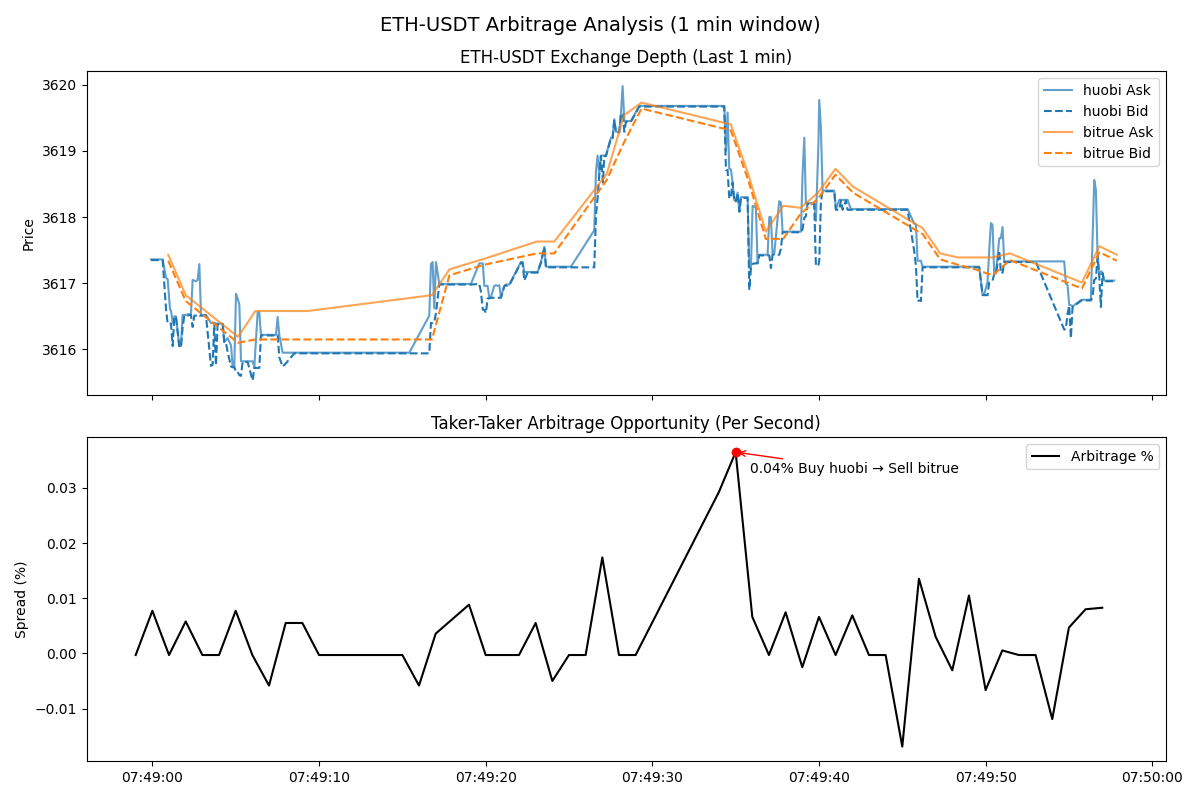 ETH-USDT Arbitrage Analysis (1 min window)
ETH-USDT Exchange Depth (Last 1 min)
3620
3619
3618
3617
3616
Price
huobi Ask
huobi Bid
bitrue Ask
bitrue Bid
Taker-Taker Arbitrage Opportunity (Per Second)
0.03
0.02
0.01
0.00
−0.01
Spread (%)
Arbitrage %
0.04% Buy huobi → Sell bitrue
07:49:00 07:49:10 07:49:20 07:49:30 07:49:40 07:49:50 07:50:00